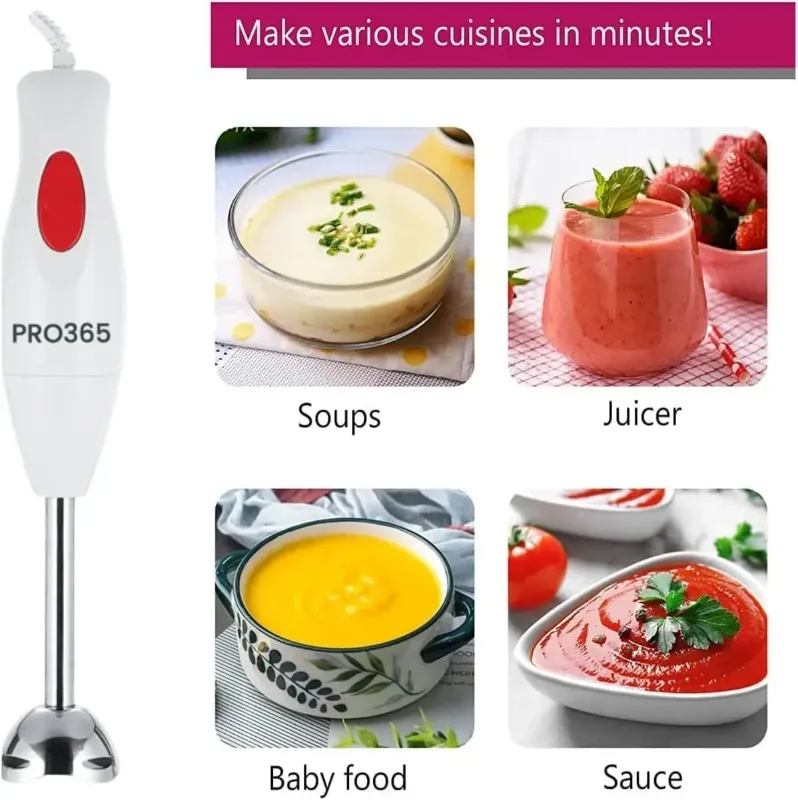 Make various cuisines in minutes!
PRO365
Soups
Juicer
Baby food
Sauce